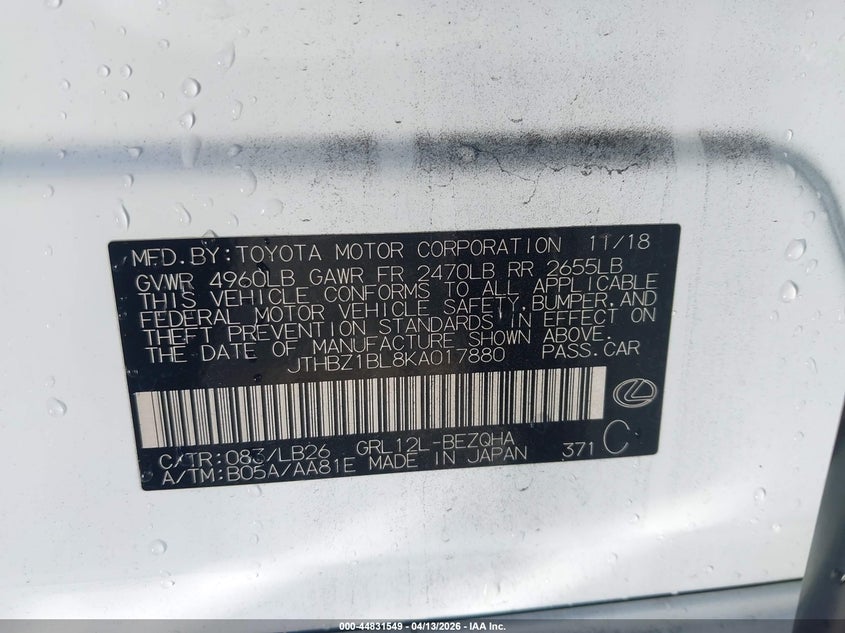 MFD.BY:TOYOTA MOTOR CORPORATION 11/18
GVWR 4960LB GAWR FR 2470LB RR 2655LB
THIS VEHICLE CONFORMS TO ALL APPLICABLE
FEDERAL MOTOR VEHICLE SAFETY,BUMPER,AND
THEFT PREVENTION STANDARDS IN EFFECT ON
THE DATE OF MANUFACTURE SHOWN ABOVE.
JTHBZ1BL8KA017880 PASS.CAR
C/TR:083/LB26 GRL12L-BEZQHA
A/TM:B05A/AA81E MADE IN JAPAN 371 C
000-44831549 - 04/13/2026 - IAA Inc.